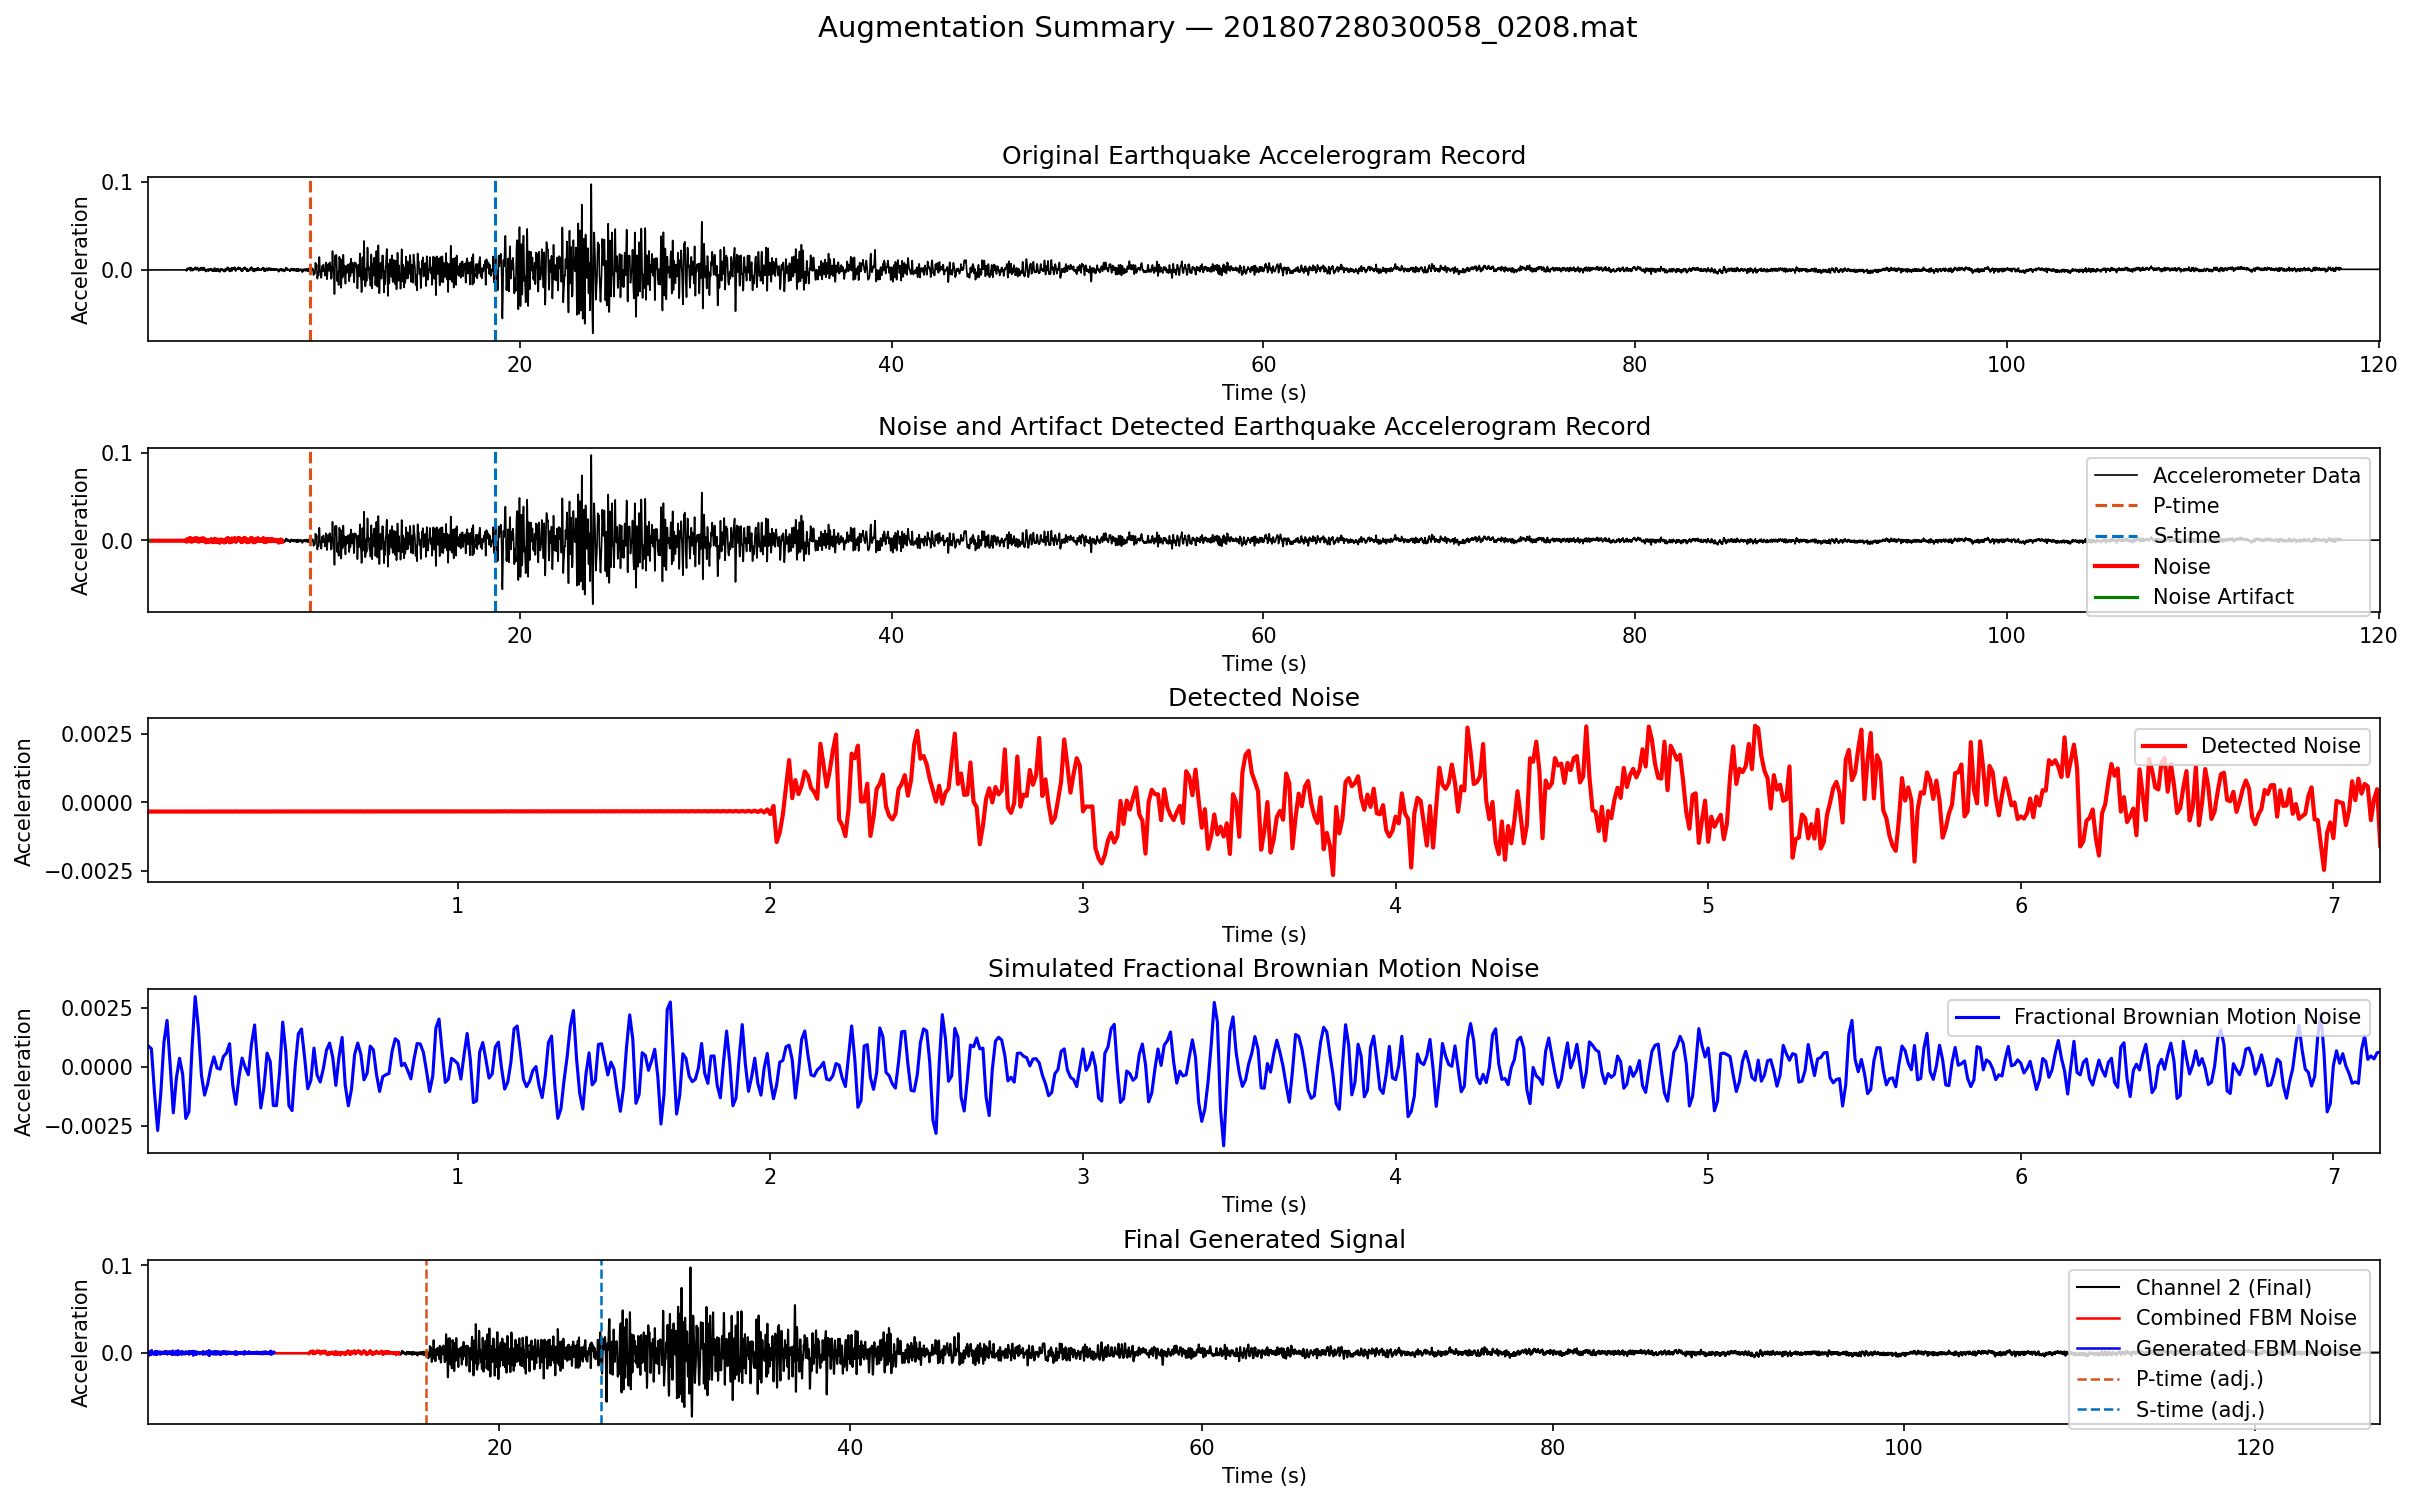 Augmentation Summary — 20180728030058_0208.mat
Original Earthquake Accelerogram Record
Acceleration
0.1
0.0
20 40 60 80 100 120
Time (s)
Noise and Artifact Detected Earthquake Accelerogram Record
Acceleration
0.1
0.0
Accelerometer Data
P-time
S-time
Noise
Noise Artifact
20 40 60 80 100 120
Time (s)
Detected Noise
Acceleration
0.0025
0.0000
−0.0025
Detected Noise
1 2 3 4 5 6 7
Time (s)
Simulated Fractional Brownian Motion Noise
Acceleration
0.0025
0.0000
−0.0025
Fractional Brownian Motion Noise
1 2 3 4 5 6 7
Time (s)
Final Generated Signal
Acceleration
0.1
0.0
Channel 2 (Final)
Combined FBM Noise
Generated FBM Noise
P-time (adj.)
S-time (adj.)
20 40 60 80 100 120
Time (s)